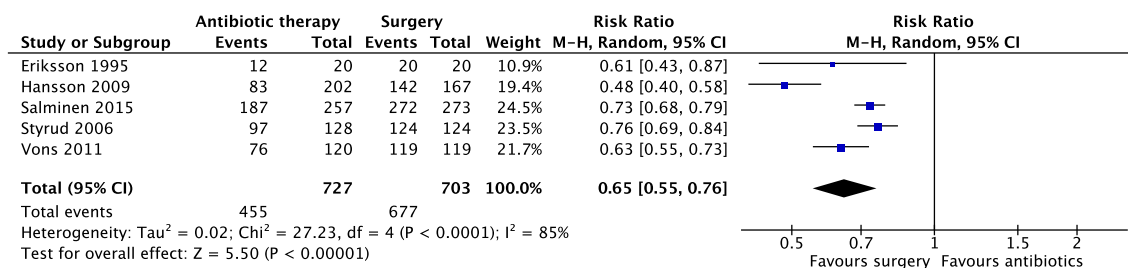 Antibiotic therapy Surgery Risk Ratio Risk Ratio
Study or Subgroup Events Total Events Total Weight M-H, Random, 95% CI M-H, Random, 95% CI
Eriksson 1995 12 20 20 20 10.9% 0.61 [0.43, 0.87]
Hansson 2009 83 202 142 167 19.4% 0.48 [0.40, 0.58]
Salminen 2015 187 257 272 273 24.5% 0.73 [0.68, 0.79]
Styrud 2006 97 128 124 124 23.5% 0.76 [0.69, 0.84]
Vons 2011 76 120 119 119 21.7% 0.63 [0.55, 0.73]
Total (95% CI) 727 703 100.0% 0.65 [0.55, 0.76]
Total events 455 677
Heterogeneity: Tau² = 0.02; Chi² = 27.23, df = 4 (P < 0.0001); I² = 85%
Test for overall effect: Z = 5.50 (P < 0.00001)
0.5 0.7 1 1.5 2
Favours surgery Favours antibiotics